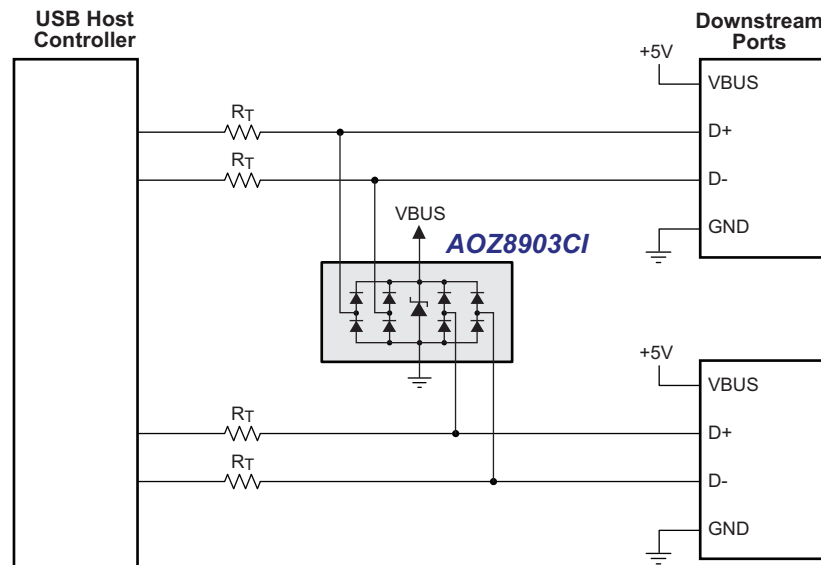 USB Host
Controller
Downstream
Ports
+5V
VBUS
RT
D+
RT
D-
VBUS
GND
AOZ8903CI
+5V
VBUS
RT
D+
RT
D-
GND